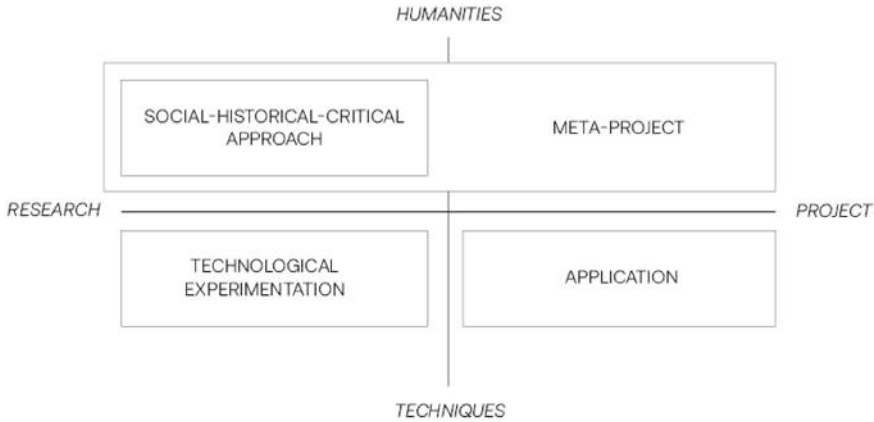 HUMANITIES
SOCIAL-HISTORICAL-CRITICAL
APPROACH
META-PROJECT
RESEARCH
PROJECT
TECHNOLOGICAL
EXPERIMENTATION
APPLICATION
TECHNIQUES